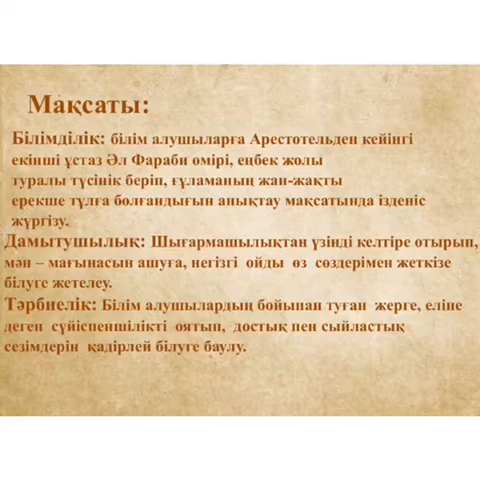 Мақсаты:
Білімділік: білім алушыларға Арестотельден кейінгі
екінші ұстаз Әл Фараби өмірі, еңбек жолы
туралы түсінік беріп, ғұламаның жан-жақты
ерекше тұлға болғандығын анықтау мақсатында ізденіс
жүргізу.
Дамытушылық: Шығармашылықтан үзінді келтіре отырып,
мән – мағынасын ашуға, негізгі ойды өз сөздерімен жеткізе
білуге жетелеу.
Тәрбиелік: Білім алушылардың бойынан туған жерге, еліне
деген сүйіспеншілікті оятып, достық пен сыйластық
сезімдерін қадірлей білуге баулу.